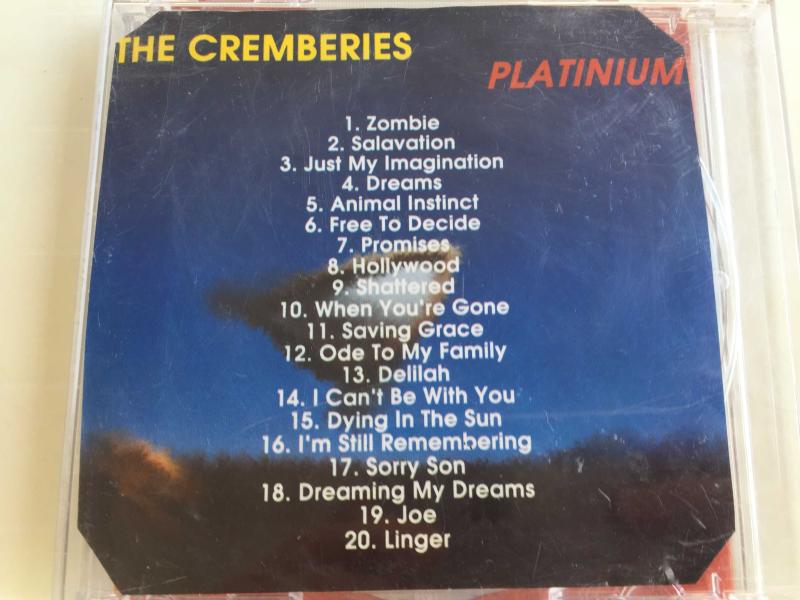 THE CREMBERIES
PLATINIUM
1. Zombie
2. Salavation
3. Just My Imagination
4. Dreams
5. Animal Instinct
6. Free To Decide
7. Promises
8. Hollywood
9. Shattered
10. When You're Gone
11. Saving Grace
12. Ode To My Family
13. Delilah
14. I Can't Be With You
15. Dying In The Sun
16. I'm Still Remembering
17. Sorry Son
18. Dreaming My Dreams
19. Joe
20. Linger